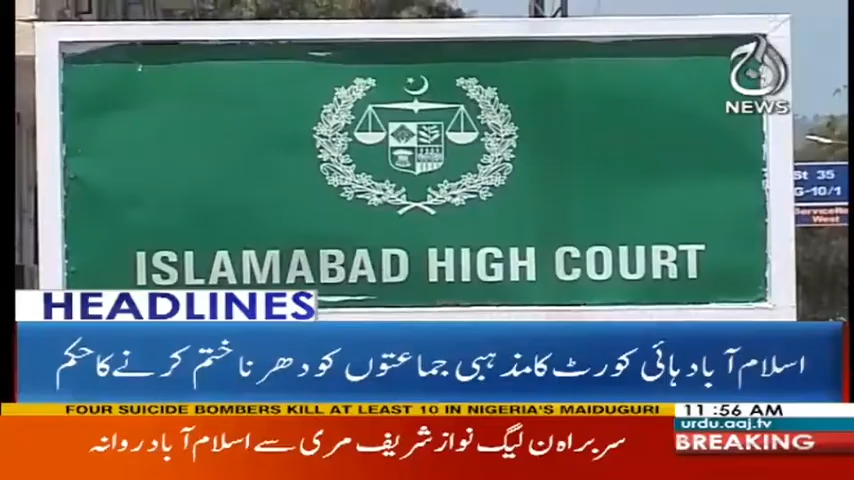 NEWS
St 35
G-10/1
ServiceRo
West
ISLAMABAD HIGH COURT
HEADLINES
اسلام آباد ہائی کورٹ کا مذہبی جماعتوں کو دھرنا ختم کرنے کا حکم
FOUR SUICIDE BOMBERS KILL AT LEAST 10 IN NIGERIA'S MAIDUGURI
11:56 AM
urdu.aaj.tv
سربراہ ن لیگ نواز شریف مری سے اسلام آباد روانہ
BREAKING